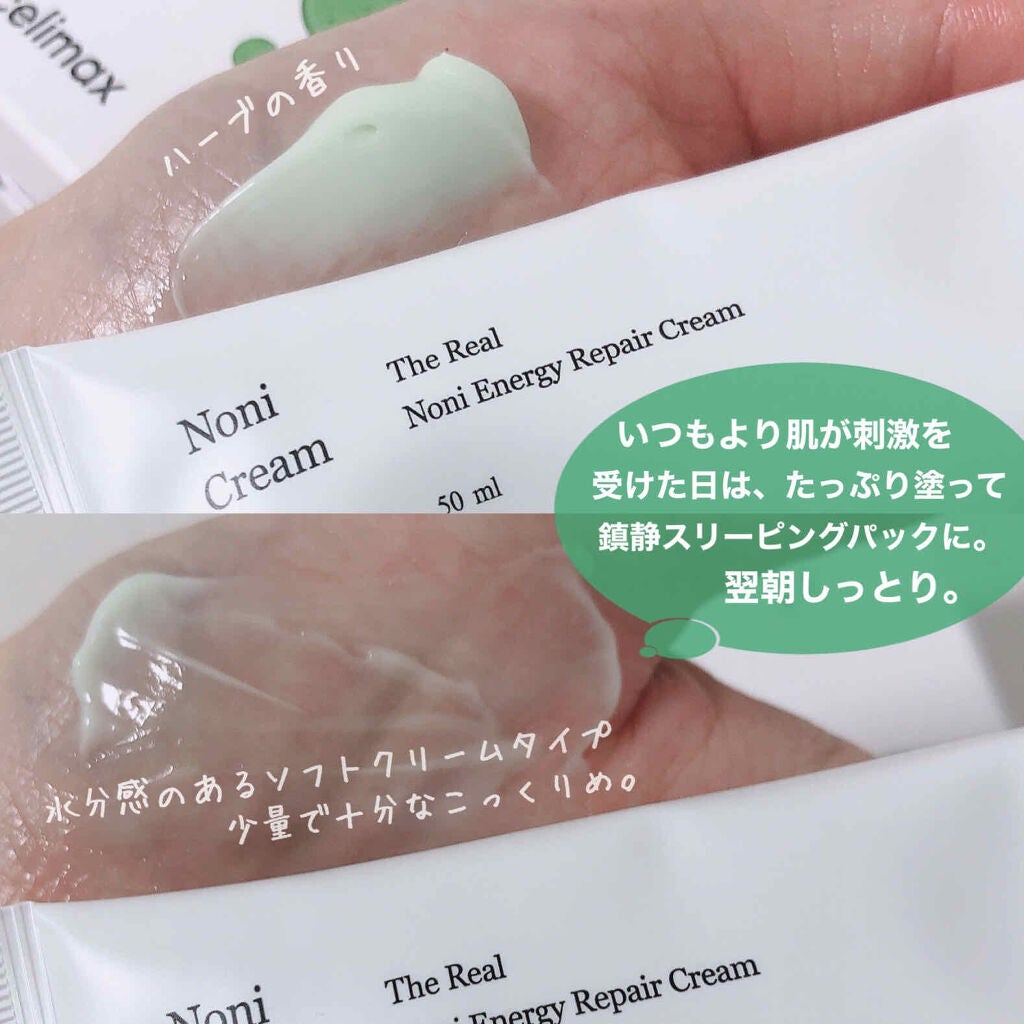 celimax
ハーブの香り
The Real
Noni Energy Repair Cream
Noni
Cream
50 ml
いつもより肌が刺激を
受けた日は、たっぷり塗って
鎮静スリーピングパックに。
翌朝しっとり。
水分感のあるソフトクリームタイプ
少量で十分なこっくりめ。
The Real
Noni Energy Repair Cream
Noni